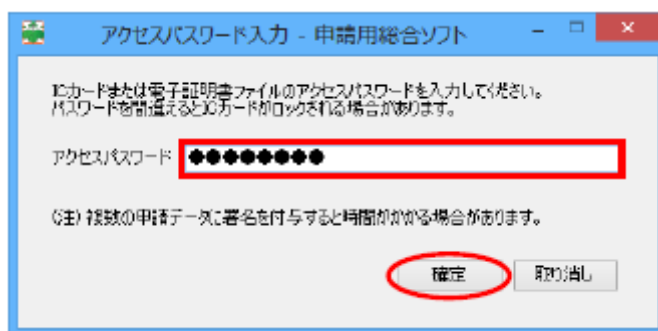 アクセスパスワード入力 - 申請用総合ソフト
ICカードまたは電子証明書ファイルのアクセスパスワードを入力してください。
パスワードを間違えるとICカードがロックされる場合があります。
アクセスパスワード ●●●●●●●●
(注) 複数の申請データに署名を付与すると時間がかかる場合があります。
確定 取り消し